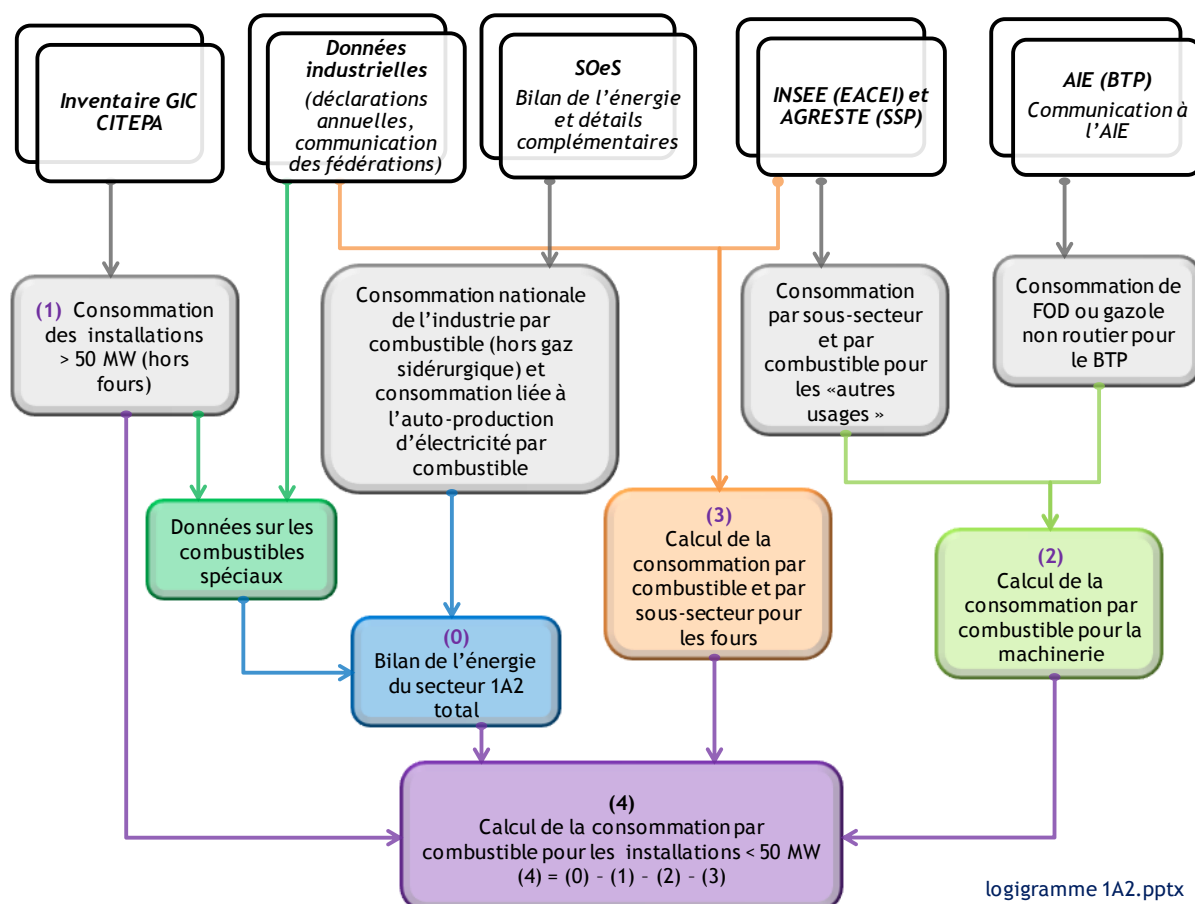 Inventaire GIC
CITEPA
Données
industrielles
(déclarations
annuelles,
communication
des fédérations)
SOeS
Bilan de l’énergie
et détails
complémentaires
INSEE (EACEI) et
AGRESTE (SSP)
AIE (BTP)
Communication à
l’AIE
(1) Consommation
des installations
> 50 MW (hors
fours)
Consommation nationale
de l’industrie par
combustible (hors gaz
sidérurgique) et
consommation liée à
l’auto-production
d’électricité par
combustible
Consommation
par sous-secteur
et par
combustible pour
les «autres
usages »
Consommation de
FOD ou gazole
non routier pour
le BTP
Données sur les
combustibles
spéciaux
(0)
Bilan de l’énergie
du secteur 1A2
total
(3)
Calcul de la
consommation par
combustible et par
sous-secteur pour
les fours
(2)
Calcul de la
consommation par
combustible pour la
machinerie
(4)
Calcul de la consommation par
combustible pour les installations < 50 MW
(4) = (0) – (1) – (2) – (3)
logigramme 1A2.pptx